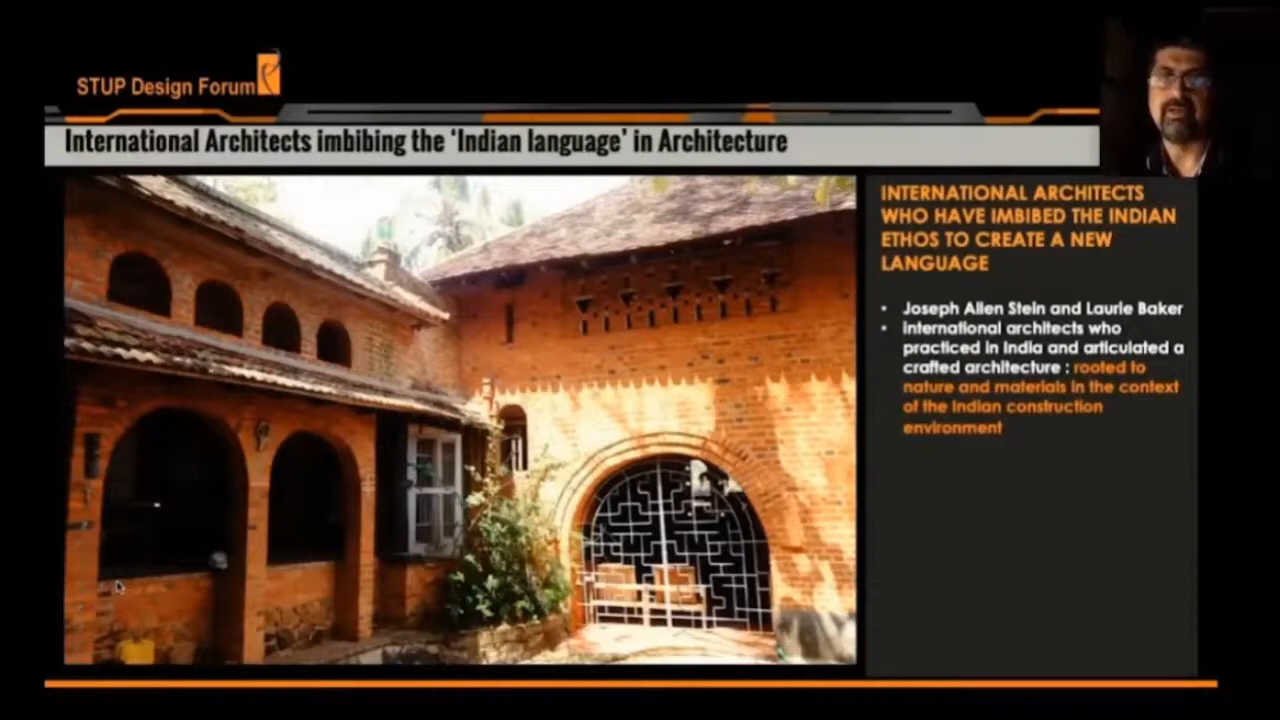 STUP Design Forum
International Architects imbibing the ‘Indian language’ in Architecture
INTERNATIONAL ARCHITECTS
WHO HAVE IMBIBED THE INDIAN
ETHOS TO CREATE A NEW
LANGUAGE
• Joseph Allen Stein and Laurie Baker
• international architects who
practiced in India and articulated a
crafted architecture : rooted to
nature and materials in the context
of the Indian construction
environment